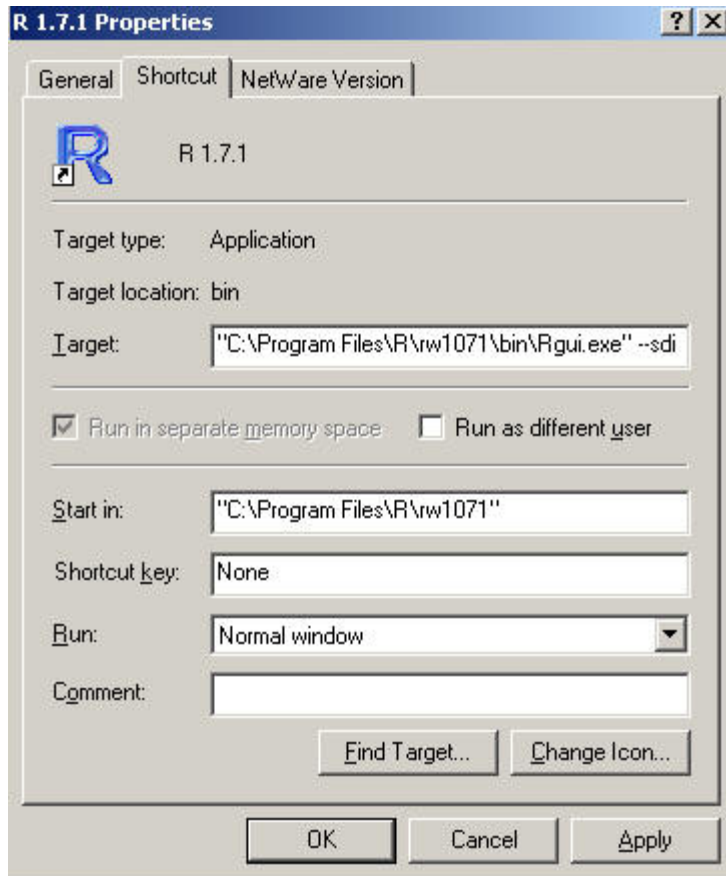 R 1.7.1 Properties
General Shortcut NetWare Version
R 1.7.1
Target type: Application
Target location: bin
Target: "C:\Program Files\R\rw1071\bin\Rgui.exe" --sdi
Run in separate memory space Run as different user
Start in: "C:\Program Files\R\rw1071"
Shortcut key: None
Run: Normal window
Comment:
Find Target... Change Icon...
OK Cancel Apply